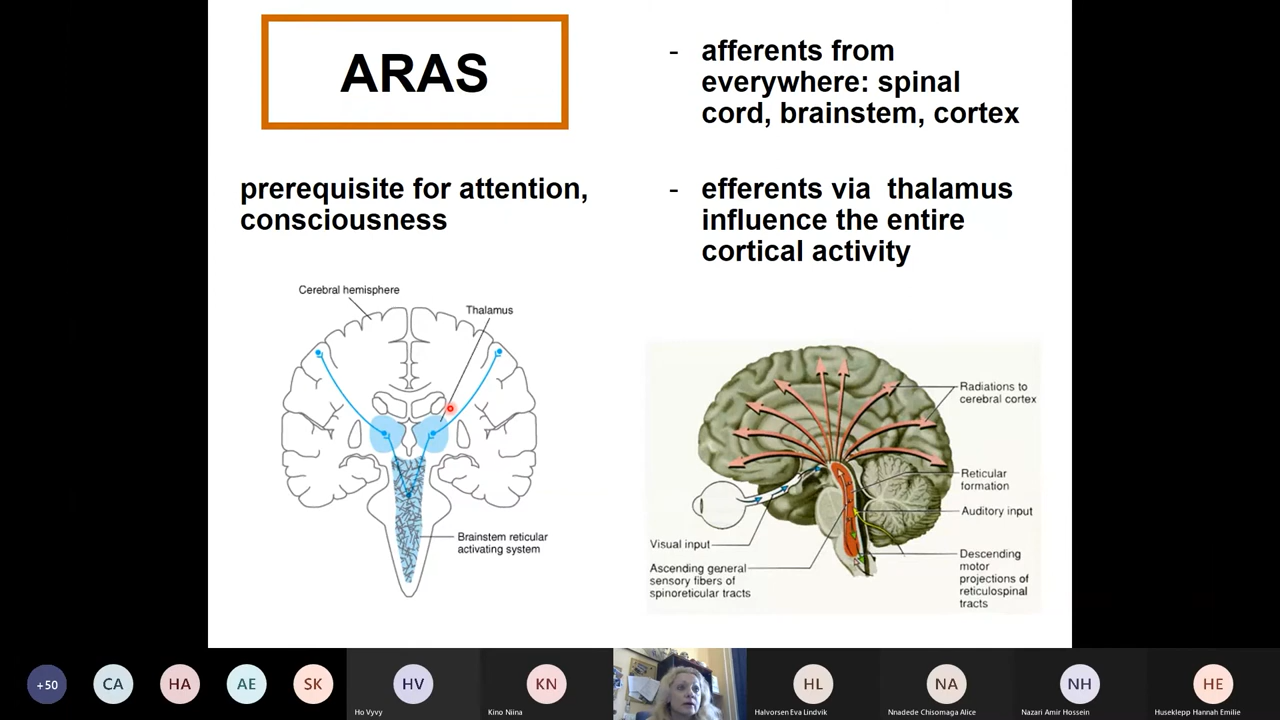 ARAS
prerequisite for attention,
consciousness
- afferents from
everywhere: spinal
cord, brainstem, cortex
- efferents via thalamus
influence the entire
cortical activity
Cerebral hemisphere
Thalamus
Brainstem reticular
activating system
Radiations to
cerebral cortex
Reticular
formation
Auditory input
Visual input
Ascending general
sensory fibers of
spinoreticular tracts
Descending
motor
projections of
reticulospinal
tracts
+50
CA
HA
AE
SK
HV
Ho Vyvy
KN
Kino Niina
HL
Halvorsen Eva Lindvik
NA
Nnadede Chisomaga Alice
NH
Nazari Amir Hossein
HE
Huseklepp Hannah Emilie